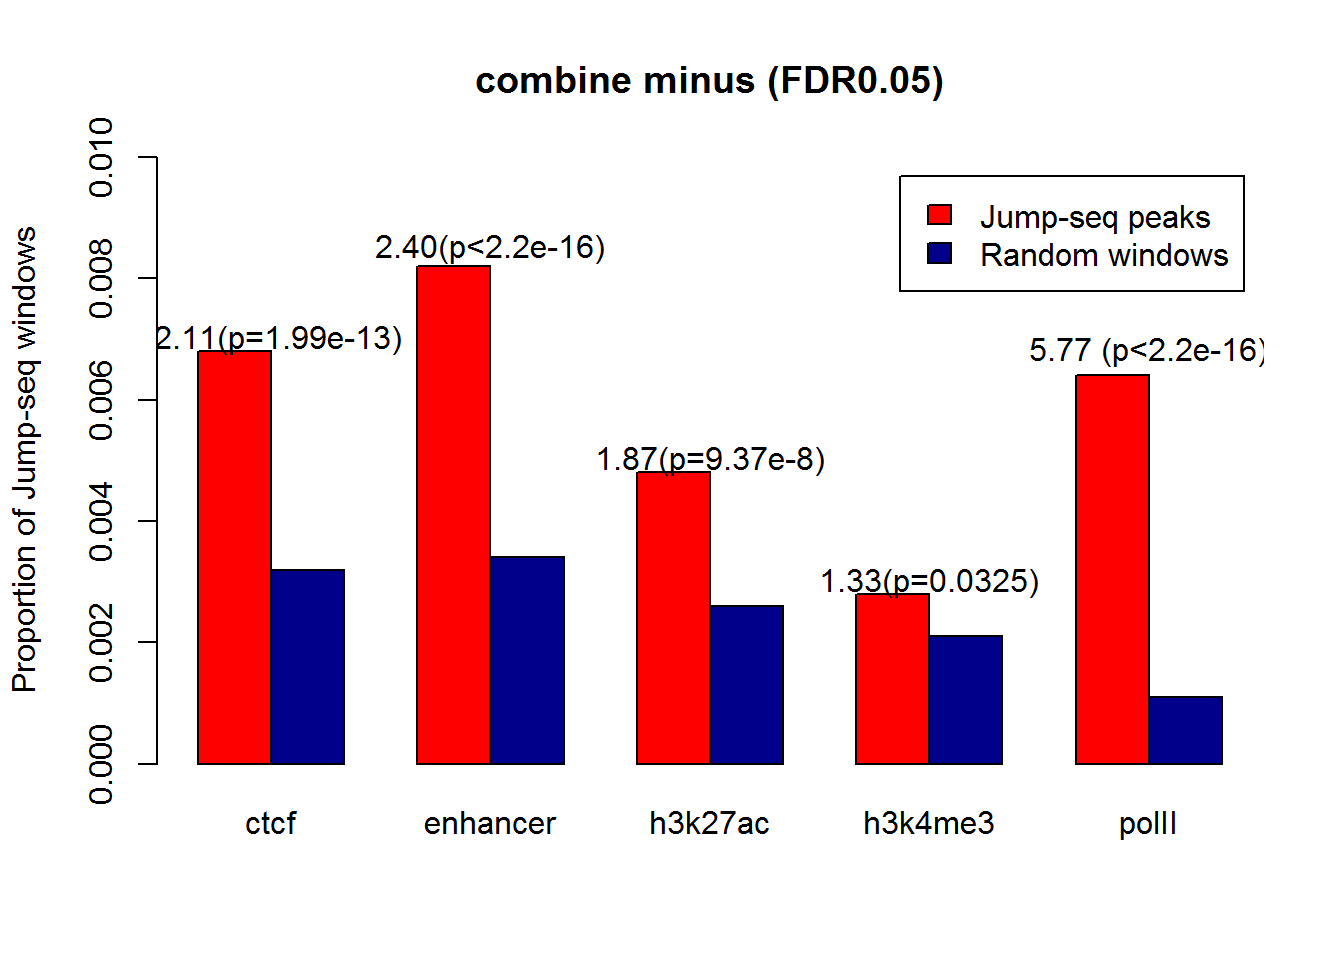 combine minus (FDR0.05)
Proportion of Jump-seq windows
0.010
0.008
0.006
0.004
0.002
0.000
Jump-seq peaks
Random windows
2.11(p=1.99e-13)
2.40(p<2.2e-16)
1.87(p=9.37e-8)
1.33(p=0.0325)
5.77 (p<2.2e-16)
ctcf
enhancer
h3k27ac
h3k4me3
polII